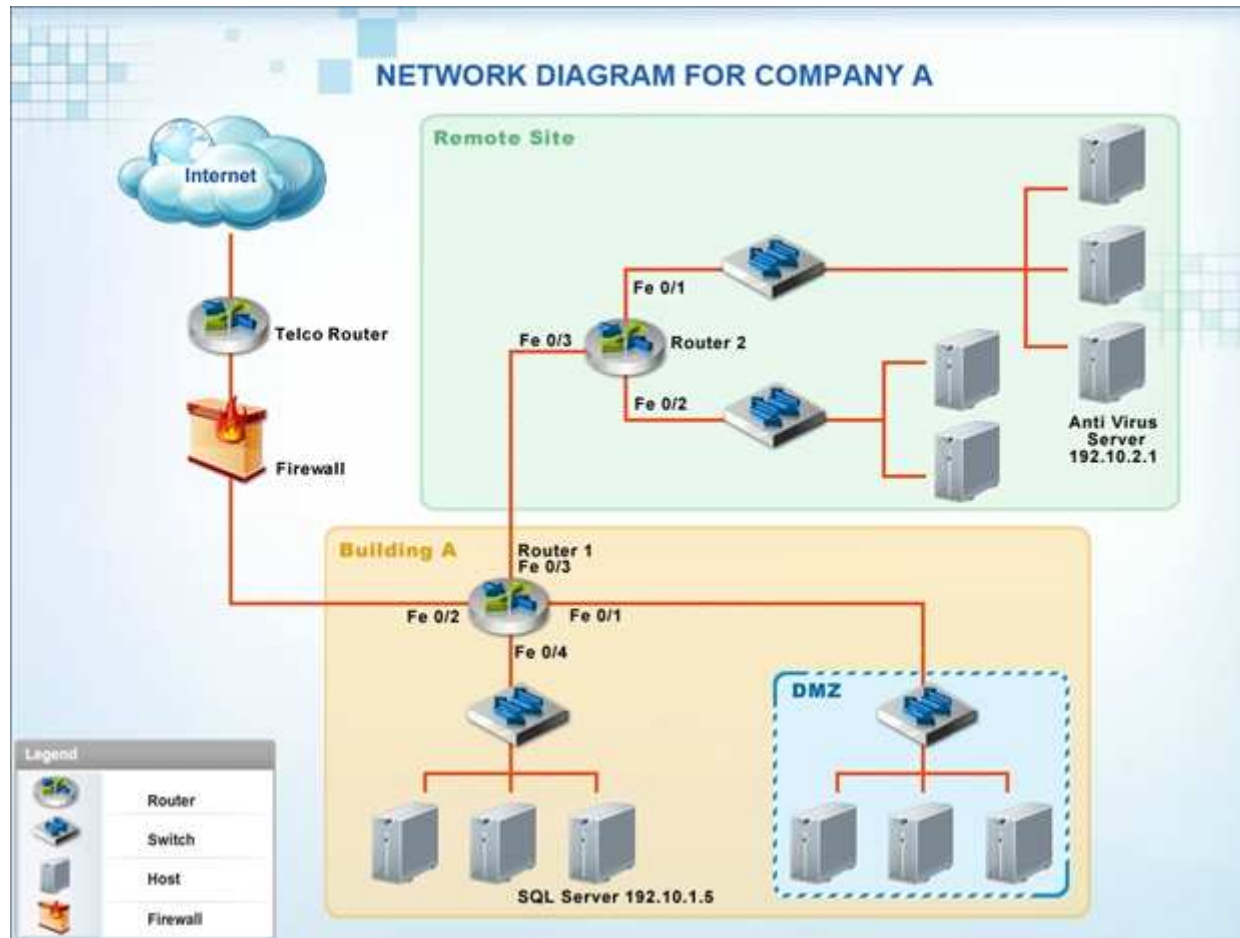 NETWORK DIAGRAM FOR COMPANY A
Remote Site
Internet
Fe 0/1
Telco Router
Fe 0/3
Router 2
Fe 0/2
Anti Virus
Server
192.10.2.1
Firewall
Building A
Router 1
Fe 0/3
Fe 0/2
Fe 0/1
Fe 0/4
DMZ
SQL Server 192.10.1.5
Legend
Router
Switch
Host
Firewall